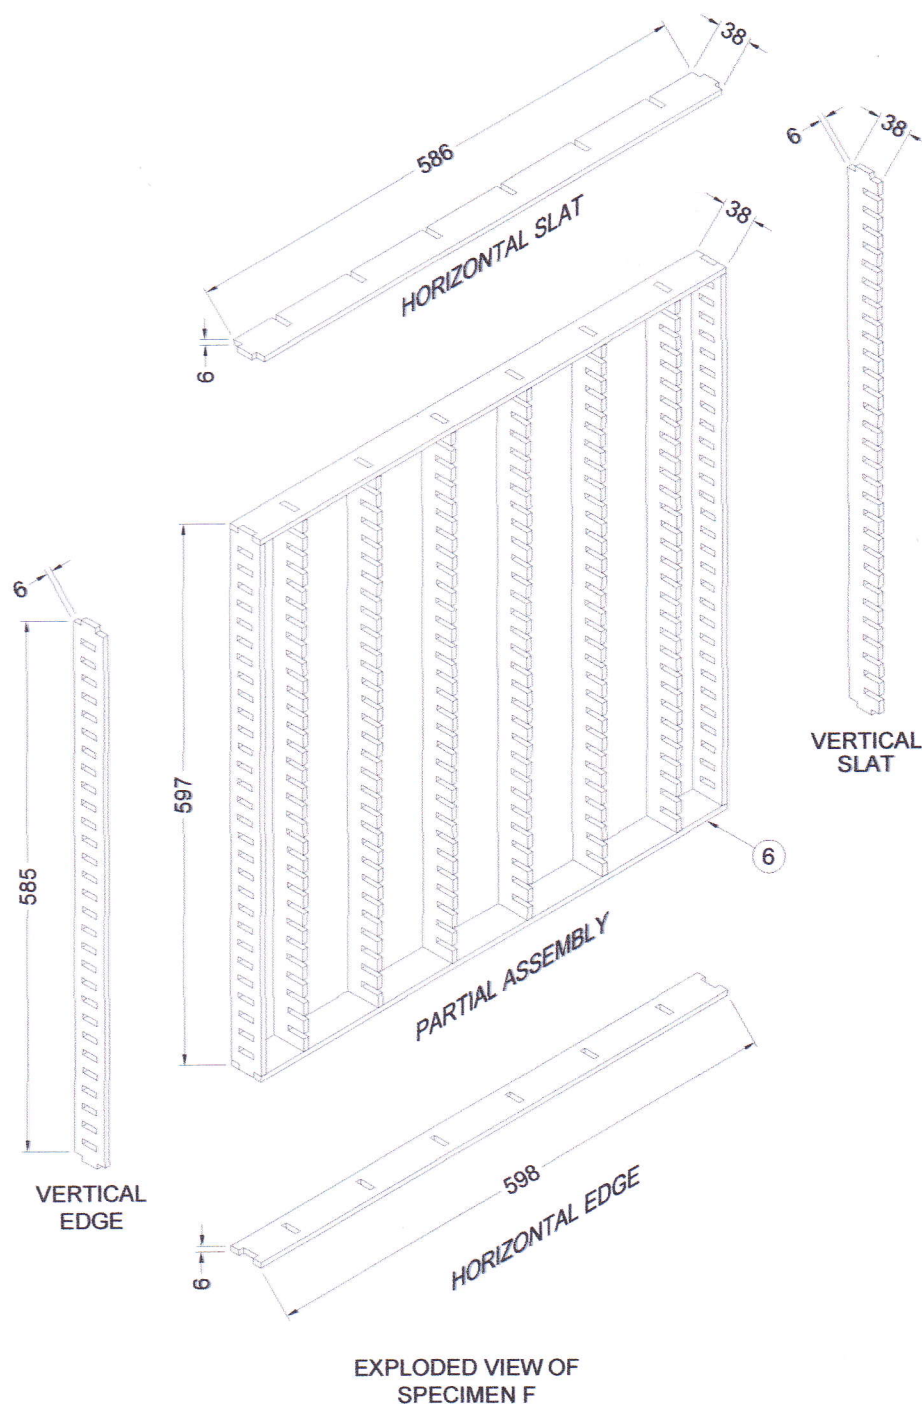 38
586
HORIZONTAL SLAT
6
6
38
38
VERTICAL
SLAT
597
6
PARTIAL ASSEMBLY
6
585
VERTICAL
EDGE
598
HORIZONTAL EDGE
6
EXPLODED VIEW OF
SPECIMEN F